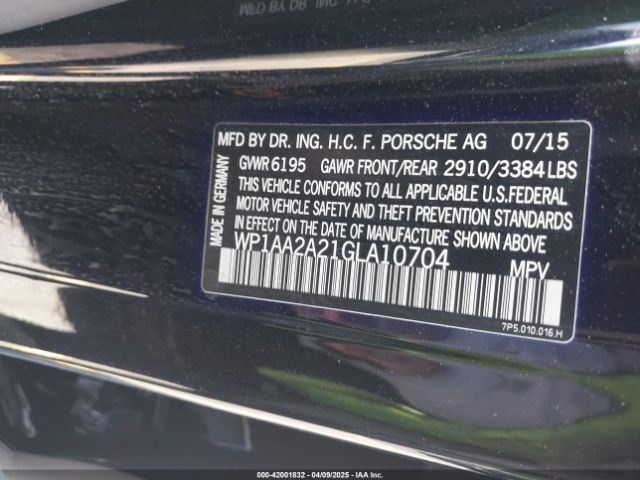 MFD BY DR. ING. H.C. F. PORSCHE AG 07/15
GVWR 6195 GAWR FRONT/REAR 2910/3384 LBS
THIS VEHICLE CONFORMS TO ALL APPLICABLE U.S. FEDERAL
MOTOR VEHICLE SAFETY AND THEFT PREVENTION STANDARDS
IN EFFECT ON THE DATE OF MANUFACTURE SHOWN ABOVE
WP1AA2A21GLA10704 MPV
MADE IN GERMANY
7P5.010.016.H
000-42001832 - 04/09/2025 - IAA Inc.